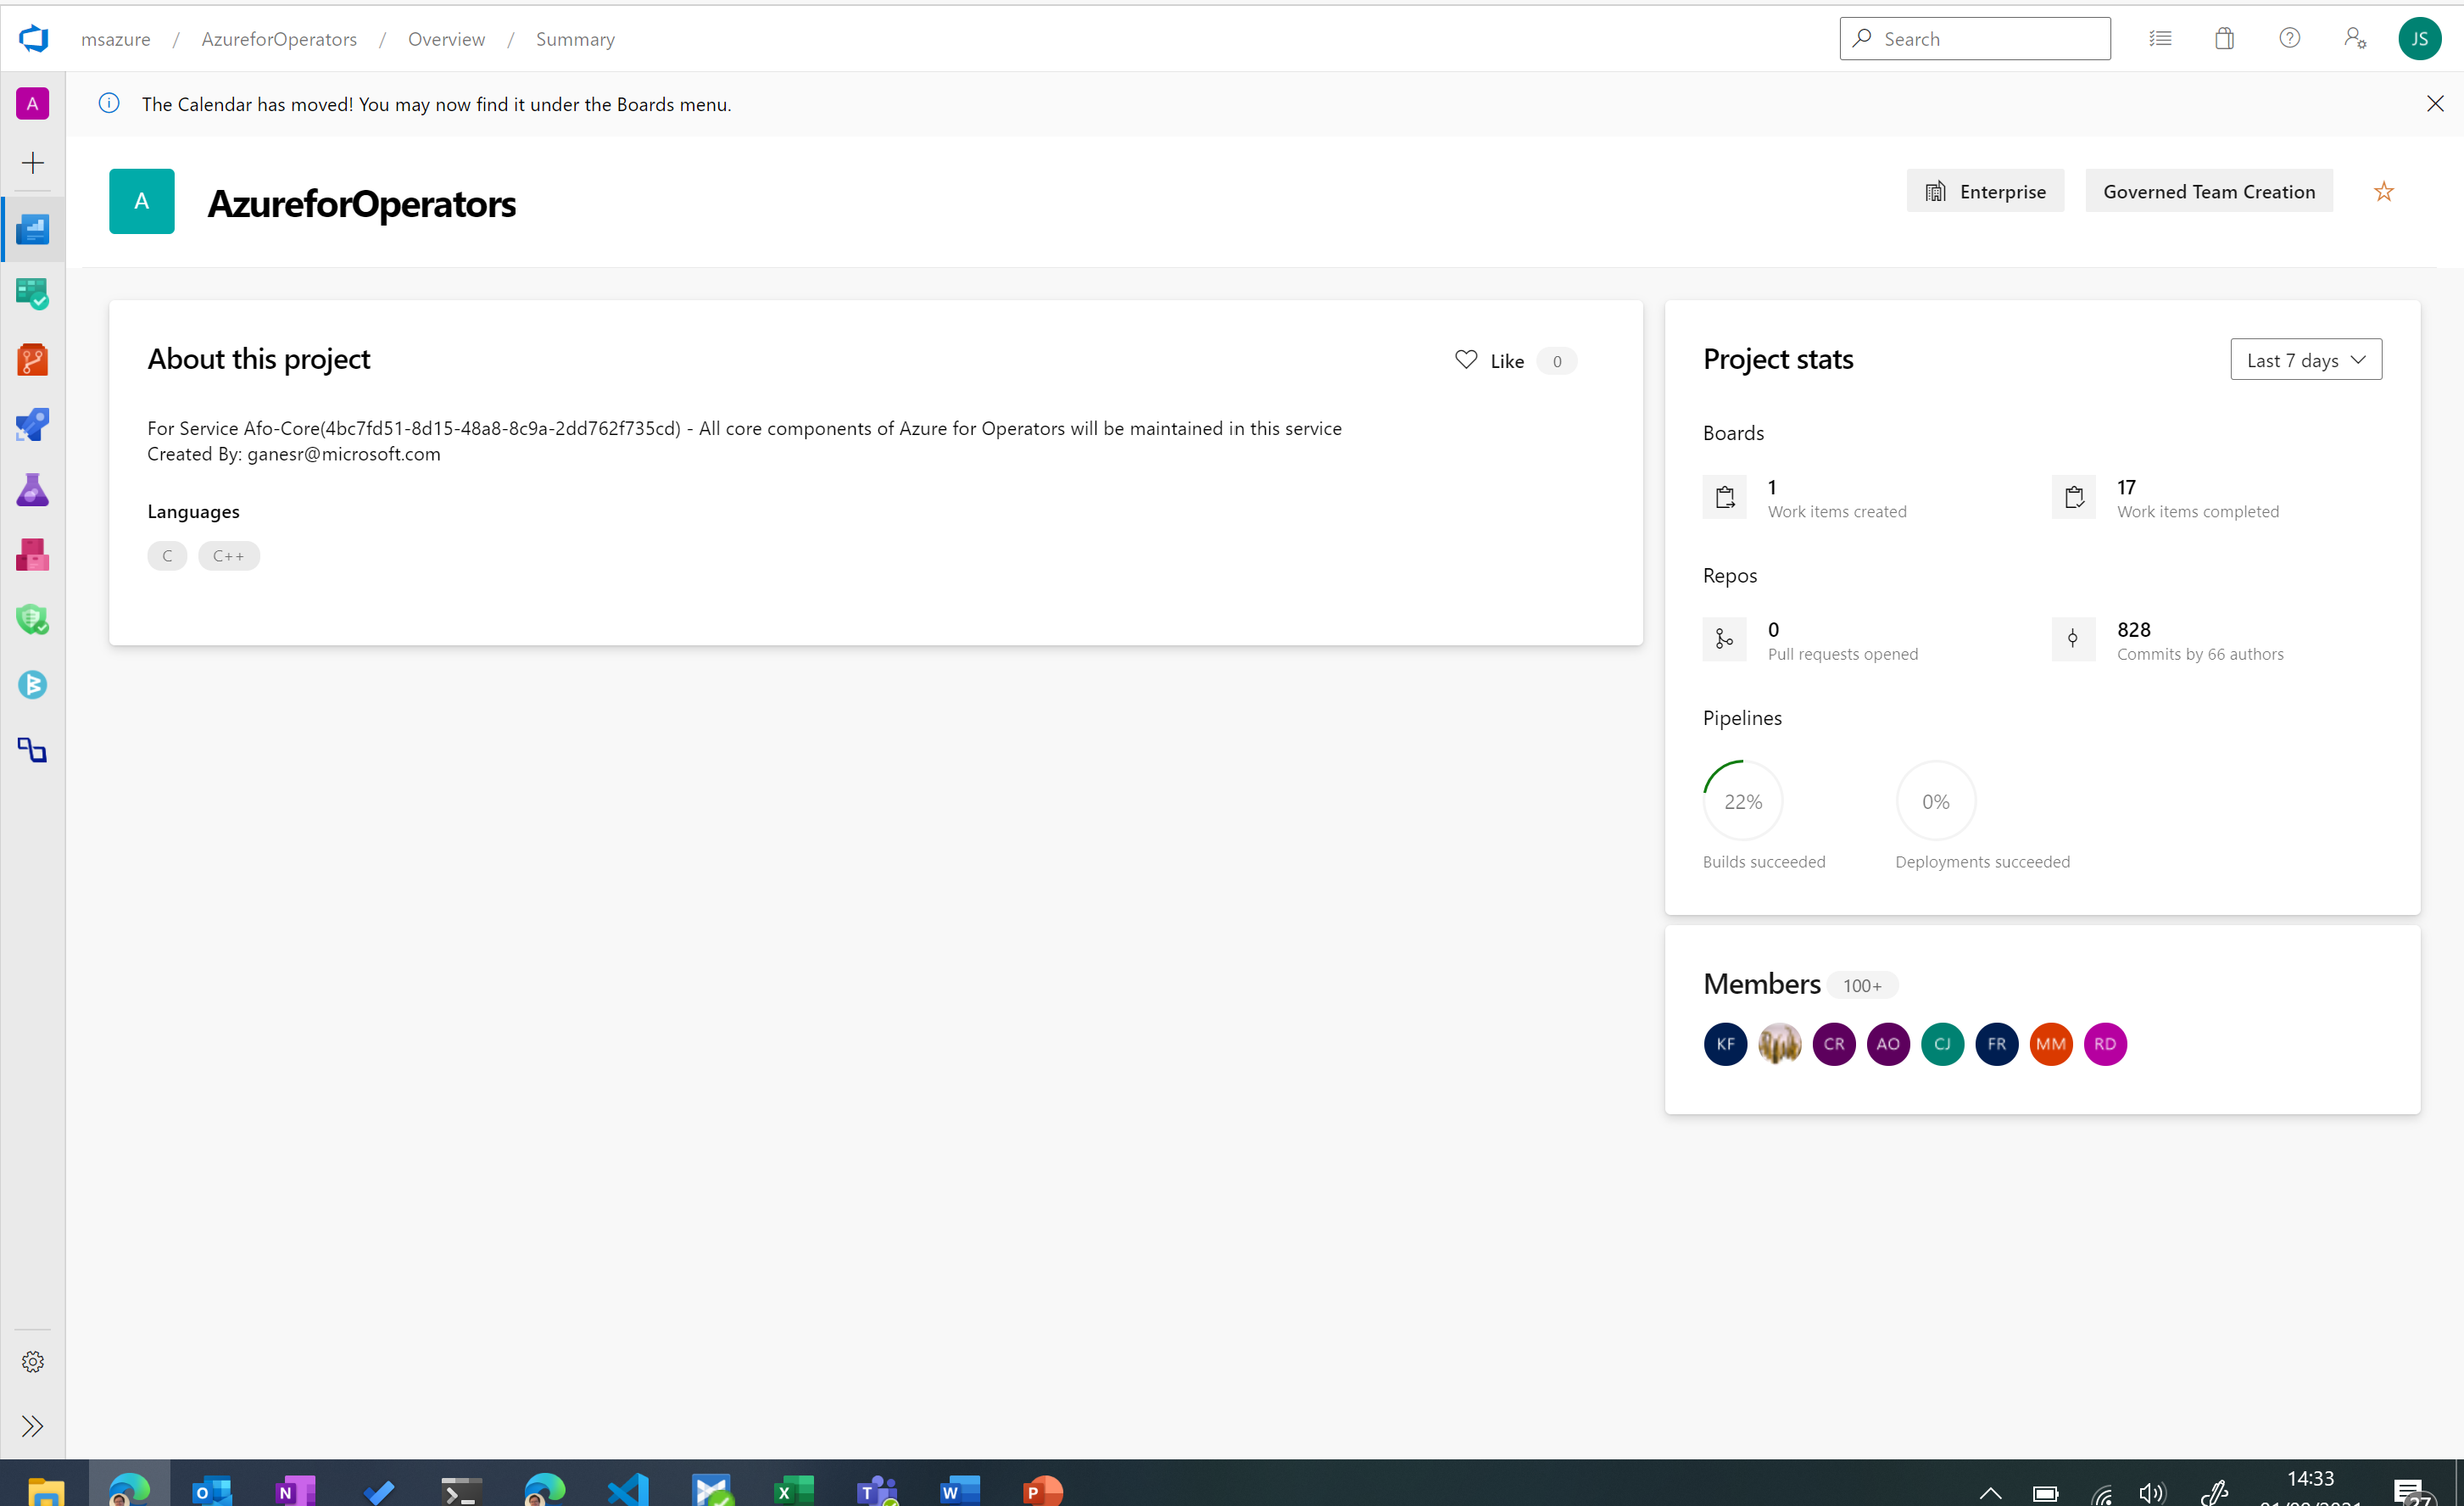 msazure / AzureforOperators / Overview / Summary
Search
JS
A
The Calendar has moved! You may now find it under the Boards menu.
A
AzureforOperators
Enterprise
Governed Team Creation
About this project
Like 0
For Service Afo-Core(4bc7fd51-8d15-48a8-8c9a-2dd762f735cd) - All core components of Azure for Operators will be maintained in this service
Created By: ganesr@microsoft.com
Languages
C C++
Project stats
Last 7 days
Boards
1
Work items created
17
Work items completed
Repos
0
Pull requests opened
828
Commits by 66 authors
Pipelines
22%
Builds succeeded
0%
Deployments succeeded
Members 100+
KF CR AO CJ FR MM RD
O N X T W P
14:33
27